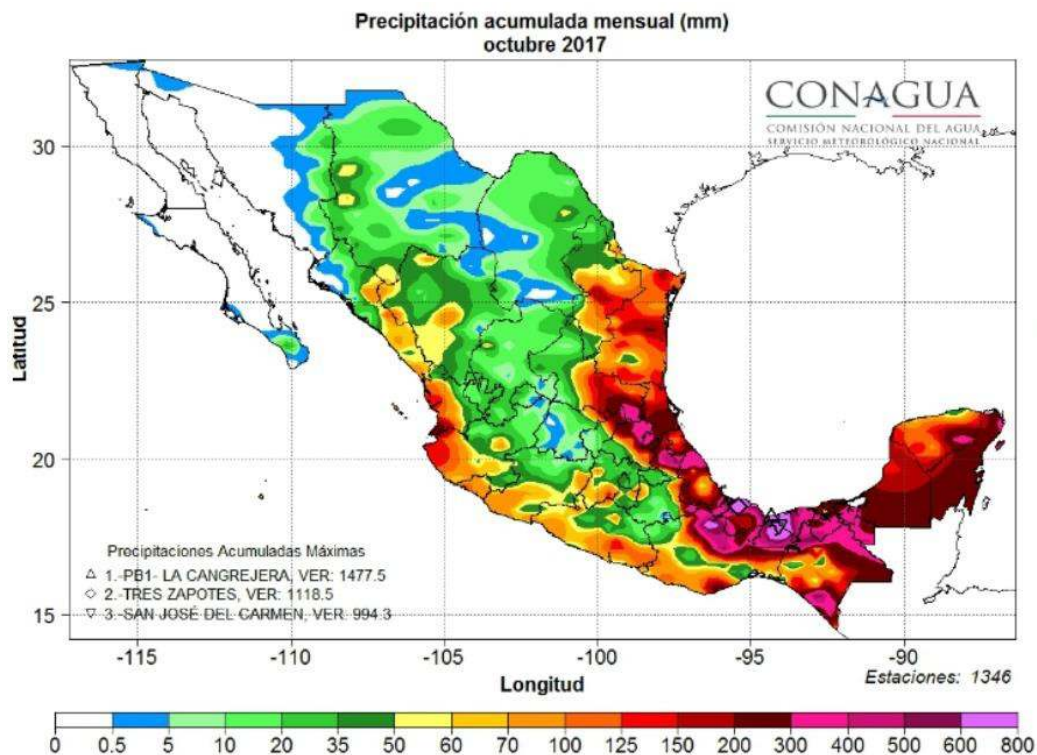 Precipitación acumulada mensual (mm)
octubre 2017
CONAGUA
COMISIÓN NACIONAL DEL AGUA
SERVICIO METEOROLÓGICO NACIONAL
Latitud
30
25
20
15
Precipitaciones Acumuladas Máximas
△ 1.-PB1- LA CANGREJERA, VER: 1477.5
◇ 2.-TRES ZAPOTES, VER: 1118.5
▽ 3.-SAN JOSÉ DEL CARMEN, VER: 994.3
-115 -110 -105 -100 -95 -90
Longitud
Estaciones: 1346
0 0.5 5 10 20 35 50 60 70 100 125 150 200 300 400 500 600 800